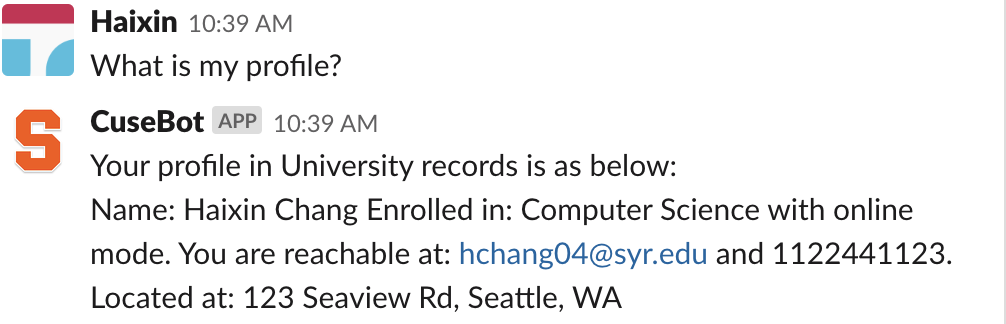 Haixin 10:39 AM
What is my profile?
S
CuseBot APP 10:39 AM
Your profile in University records is as below:
Name: Haixin Chang Enrolled in: Computer Science with online
mode. You are reachable at: hchang04@syr.edu and 1122441123.
Located at: 123 Seaview Rd, Seattle, WA